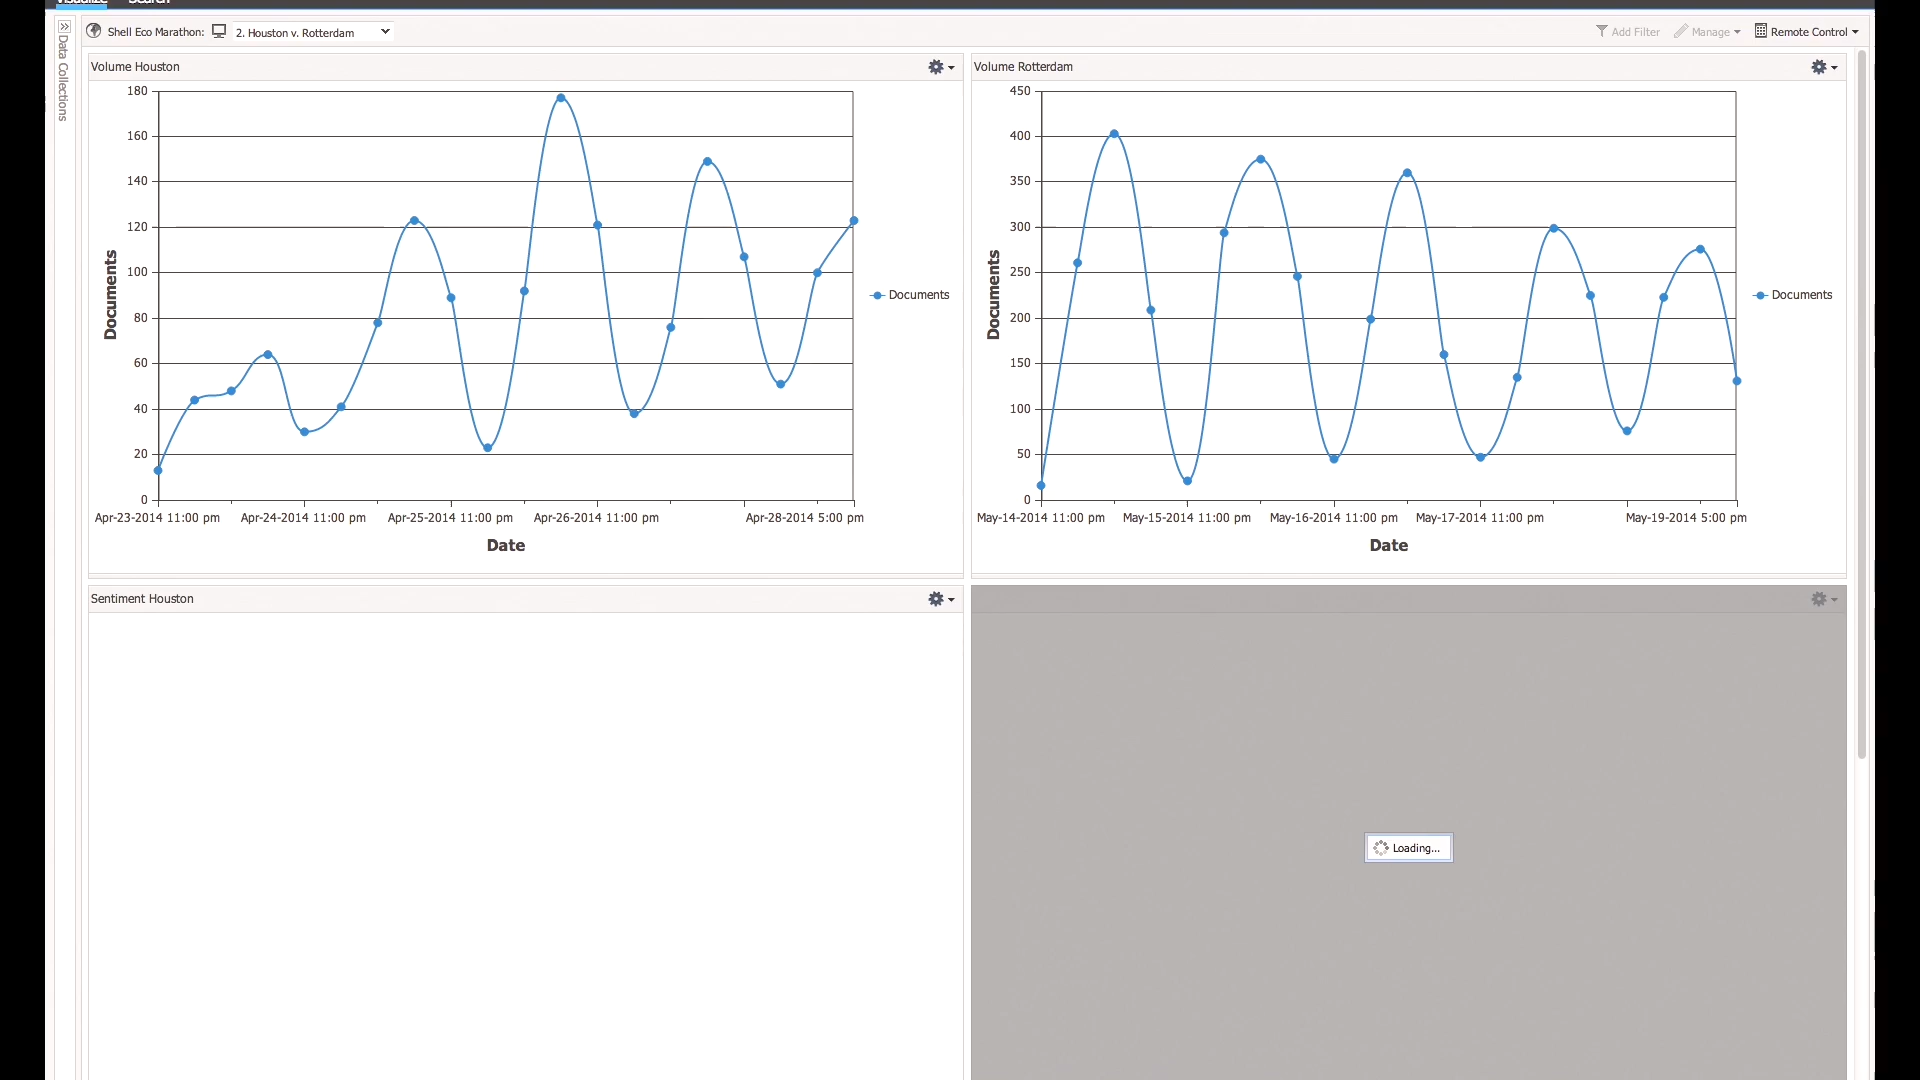 Visualize Search
Shell Eco Marathon: 2. Houston v. Rotterdam
Add Filter Manage Remote Control
Data Collections
Volume Houston
180
160
140
120
100
80
60
40
20
0
Documents
Documents
Apr-23-2014 11:00 pm Apr-24-2014 11:00 pm Apr-25-2014 11:00 pm Apr-26-2014 11:00 pm Apr-28-2014 5:00 pm
Date
Volume Rotterdam
450
400
350
300
250
200
150
100
50
0
Documents
Documents
May-14-2014 11:00 pm May-15-2014 11:00 pm May-16-2014 11:00 pm May-17-2014 11:00 pm May-19-2014 5:00 pm
Date
Sentiment Houston
Loading...